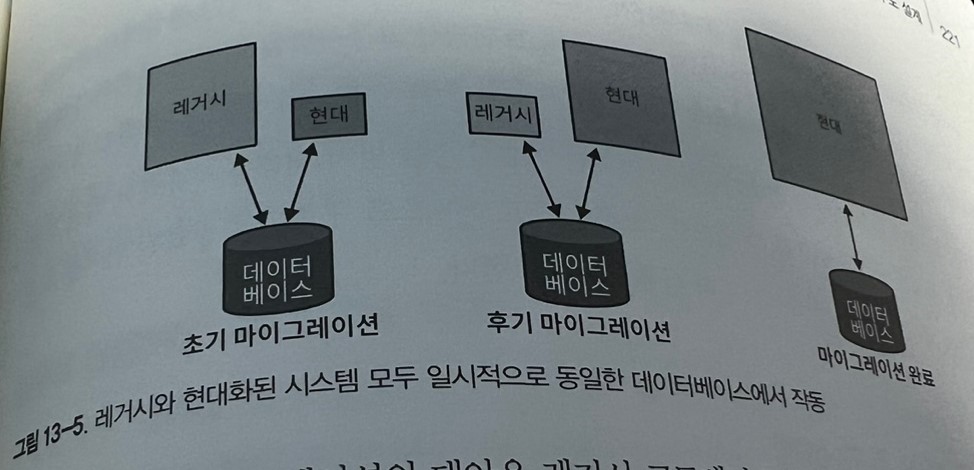 221
레거시
현대
레거시
현대
현대
데이터
베이스
데이터
베이스
데이터
베이스
초기 마이그레이션
후기 마이그레이션
마이그레이션 완료
그림 13-5. 레거시와 현대화된 시스템 모두 일시적으로 동일한 데이터베이스에서 작동